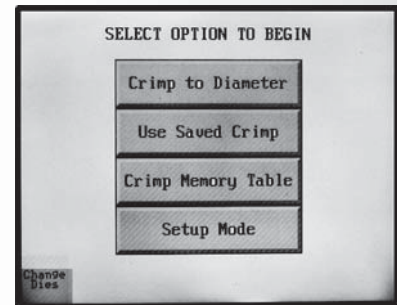 SELECT OPTION TO BEGIN
Crimp to Diameter
Use Saved Crimp
Crimp Memory Table
Setup Mode
Change
Dies